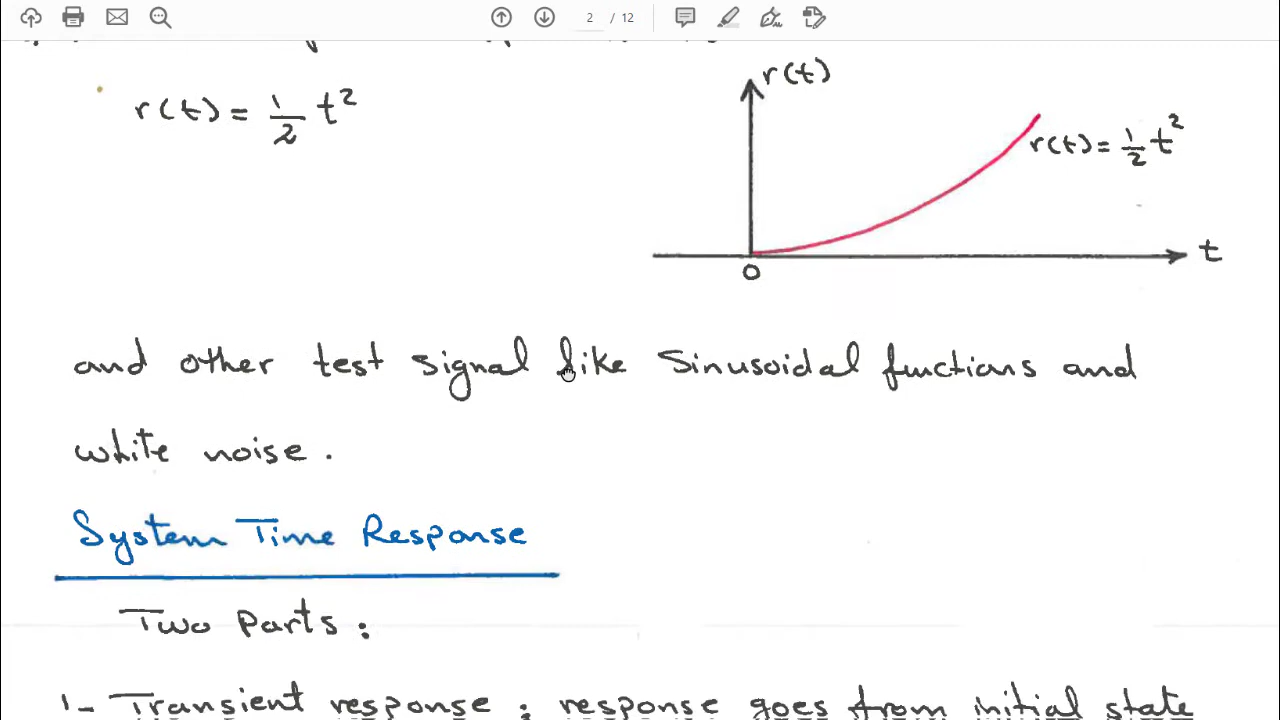 2 / 12
r(t)
r(t) = 1/2 t²
r(t) = 1/2 t²
t
0
and other test signal like Sinusoidal functions and
white noise.
System Time Response
Two Parts:
1- Transient response : response goes from initial state